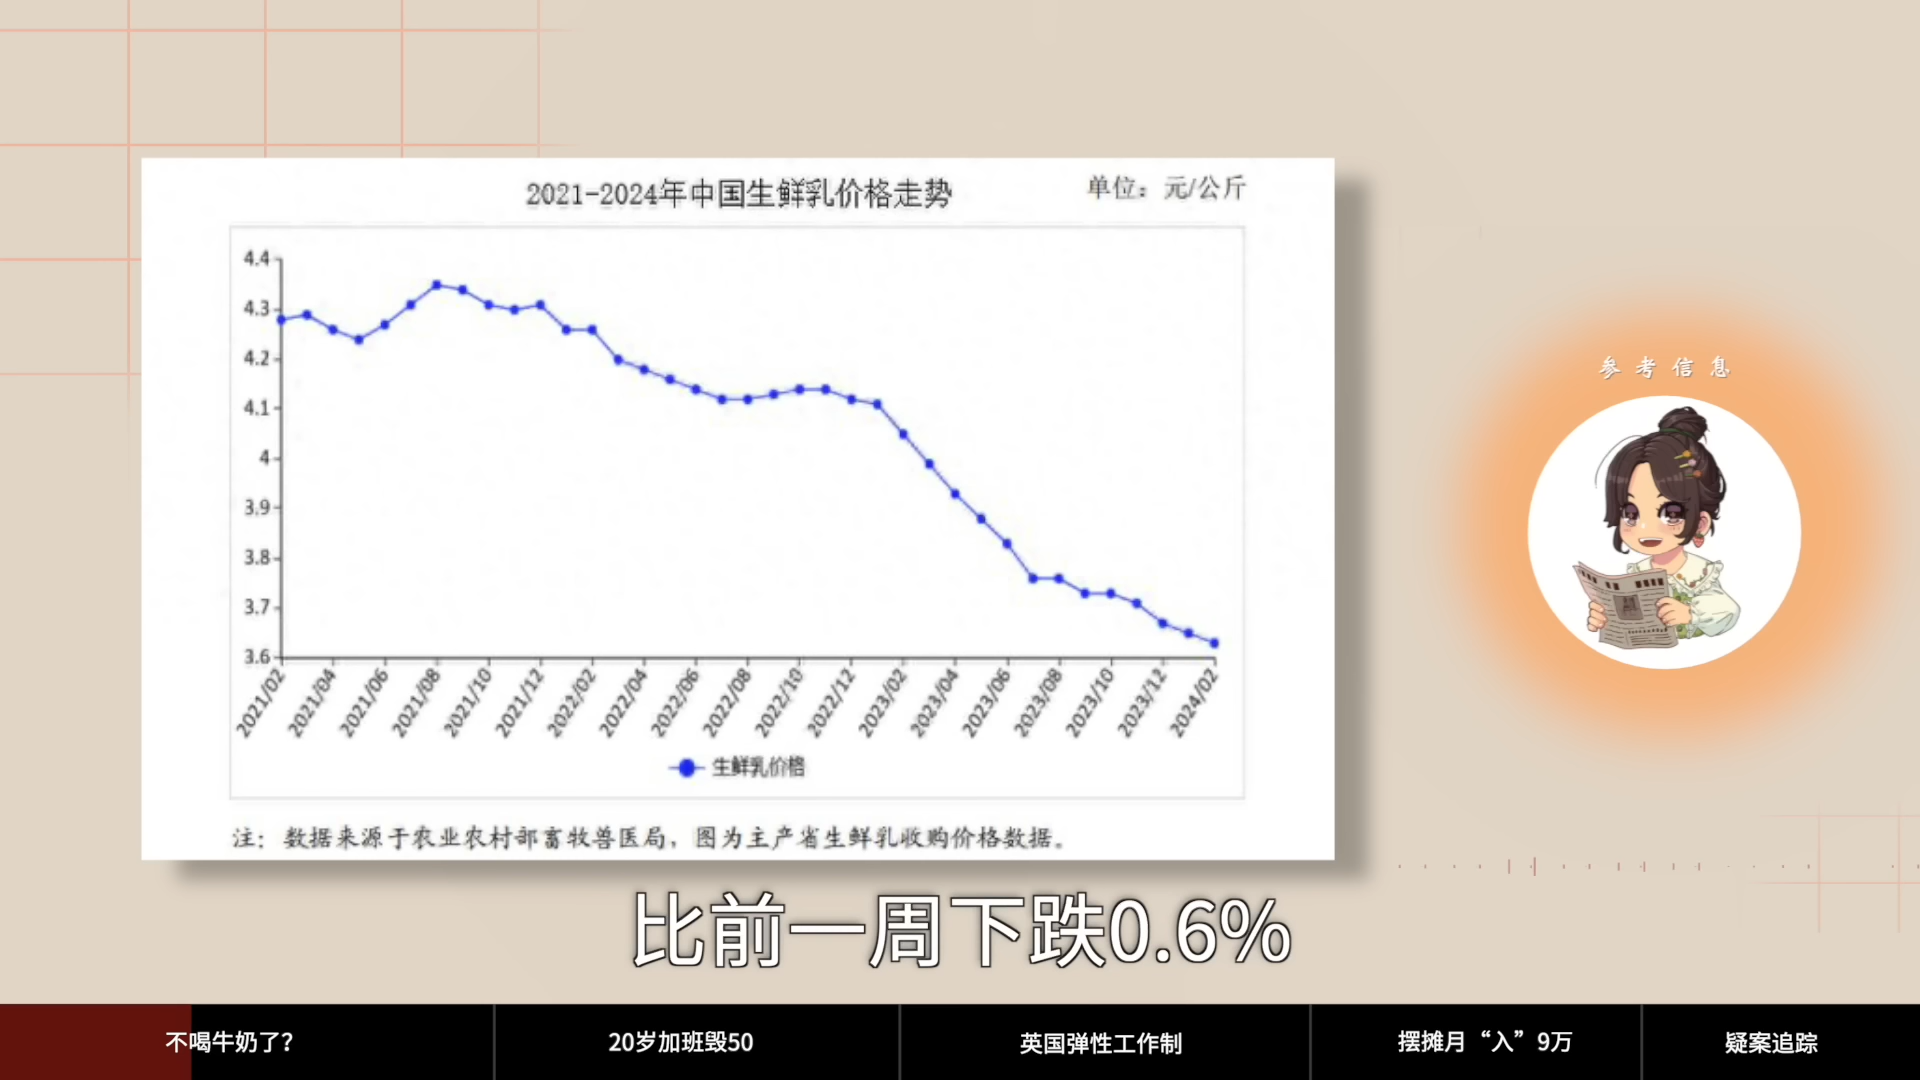 2021-2024年中国生鲜乳价格走势
单位：元/公斤
4.4
4.3
4.2
4.1
4
3.9
3.8
3.7
3.6
2021/02
2021/04
2021/06
2021/08
2021/10
2021/12
2022/02
2022/04
2022/06
2022/08
2022/10
2022/12
2023/02
2023/04
2023/06
2023/08
2023/10
2023/12
2024/02
生鲜乳价格
注：数据来源于农业农村部畜牧兽医局，图为主产省生鲜乳收购价格数据。
参考信息
比前一周下跌0.6%
不喝牛奶了？
20岁加班毁50
英国弹性工作制
摆摊月“入”9万
疑案追踪